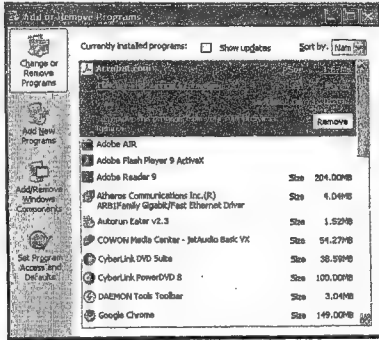 Add or Remove Programs
Currently installed programs:
Show updates
Sort by:
Change or
Remove
Programs
Acrobat.com
Remove
Add New
Programs
Adobe AIR
Adobe Flash Player 9 ActiveX
Adobe Reader 9 Size 204.00MB
Add/Remove
Windows
Components
Atheros Communications Inc.(R)
AR81Family Gigabit/Fast Ethernet Driver Size 4.04MB
Autorun Eater v2.3 Size 1.52MB
COWON Media Center - JetAudio Basic VX Size 54.27MB
Set Program
Access and
Defaults
CyberLink DVD Suite Size 38.59MB
CyberLink PowerDVD 8 Size 100.00MB
DAEMON Tools Toolbar Size 3.04MB
Google Chrome Size 149.00MB